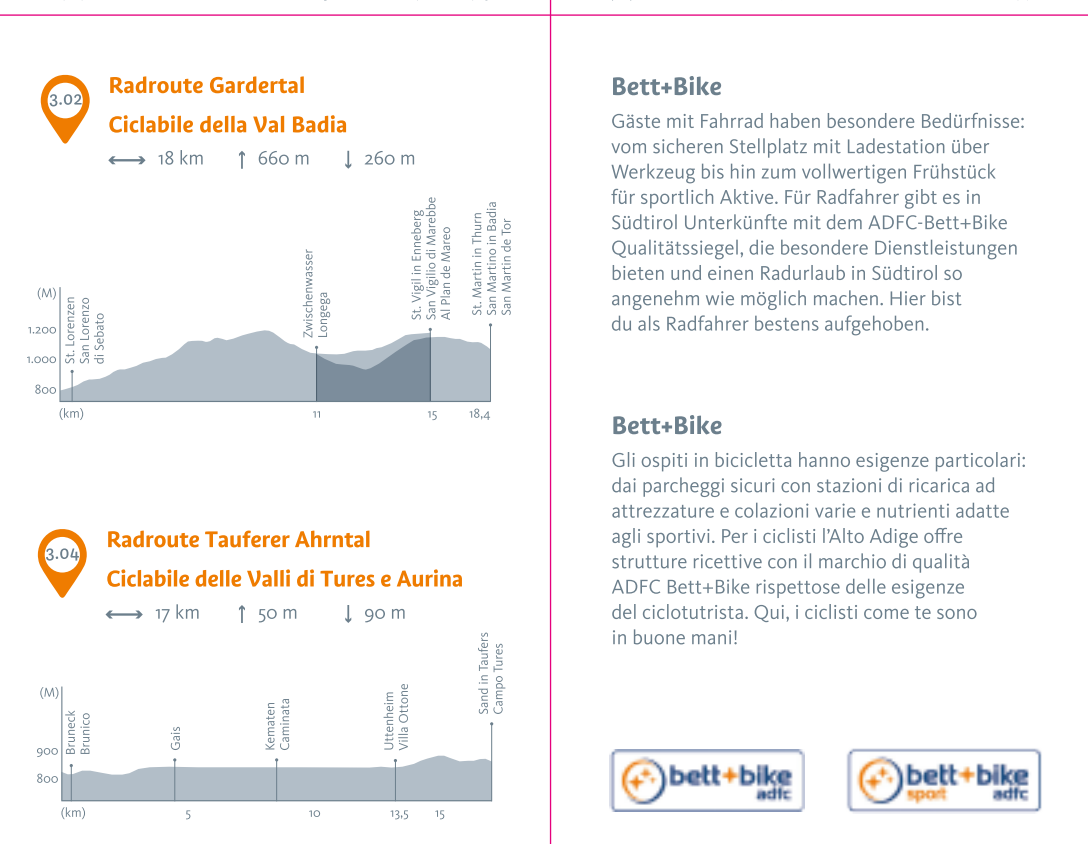 3.02
Radroute Gardertal
Ciclabile della Val Badia
18 km 660 m 260 m
(M)
1.200
1.000
800
St. Lorenzen
San Lorenzo
di Sebato
Zwischenwasser
Longega
St. Vigil in Enneberg
San Vigilio di Marebbe
Al Plan de Mareo
St. Martin in Thurn
San Martino in Badia
San Martin de Tor
(km) 11 15 18,4
3.04
Radroute Tauferer Ahrntal
Ciclabile delle Valli di Tures e Aurina
17 km 50 m 90 m
(M)
900
800
Bruneck
Brunico
Gais
Kematen
Caminata
Uttenheim
Villa Ottone
Sand in Taufers
Campo Tures
(km) 5 10 13,5 15
Bett+Bike
Gäste mit Fahrrad haben besondere Bedürfnisse:
vom sicheren Stellplatz mit Ladestation über
Werkzeug bis hin zum vollwertigen Frühstück
für sportlich Aktive. Für Radfahrer gibt es in
Südtirol Unterkünfte mit dem ADFC-Bett+Bike
Qualitätssiegel, die besondere Dienstleistungen
bieten und einen Radurlaub in Südtirol so
angenehm wie möglich machen. Hier bist
du als Radfahrer bestens aufgehoben.
Bett+Bike
Gli ospiti in bicicletta hanno esigenze particolari:
dai parcheggi sicuri con stazioni di ricarica ad
attrezzature e colazioni varie e nutrienti adatte
agli sportivi. Per i ciclisti l'Alto Adige offre
strutture ricettive con il marchio di qualità
ADFC Bett+Bike rispettose delle esigenze
del ciclotutrista. Qui, i ciclisti come te sono
in buone mani!
bett+bike
adfc
bett+bike
sport adfc